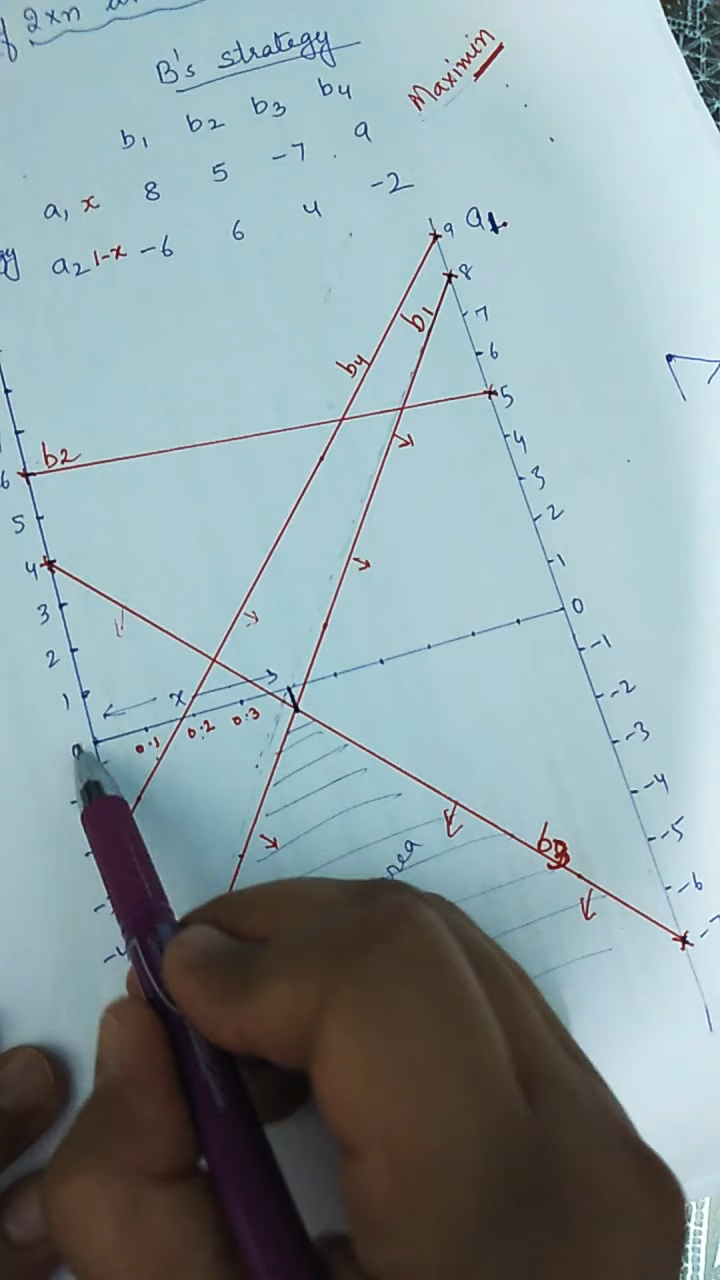 2xn
B's strategy
Maximin
b1 b2 b3 b4
a1 x 8 5 -7 9
a2 1-x -6 6 4 -2
9 a1
8
b1
7
b4
6
5
b2
6
4
5
3
4
2
3
1
2
0
1
x
-1
0.1 0.2 0.3
-2
-3
-4
-5
b3
-6
-7